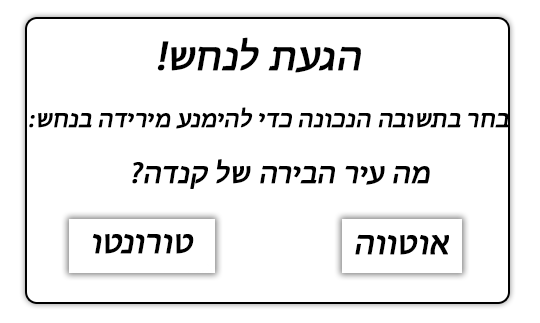 הגעת לנחש!
בחר בתשובה הנכונה כדי להימנע מירידה בנחש:
מה עיר הבירה של קנדה?
אוטווה
טורונטו